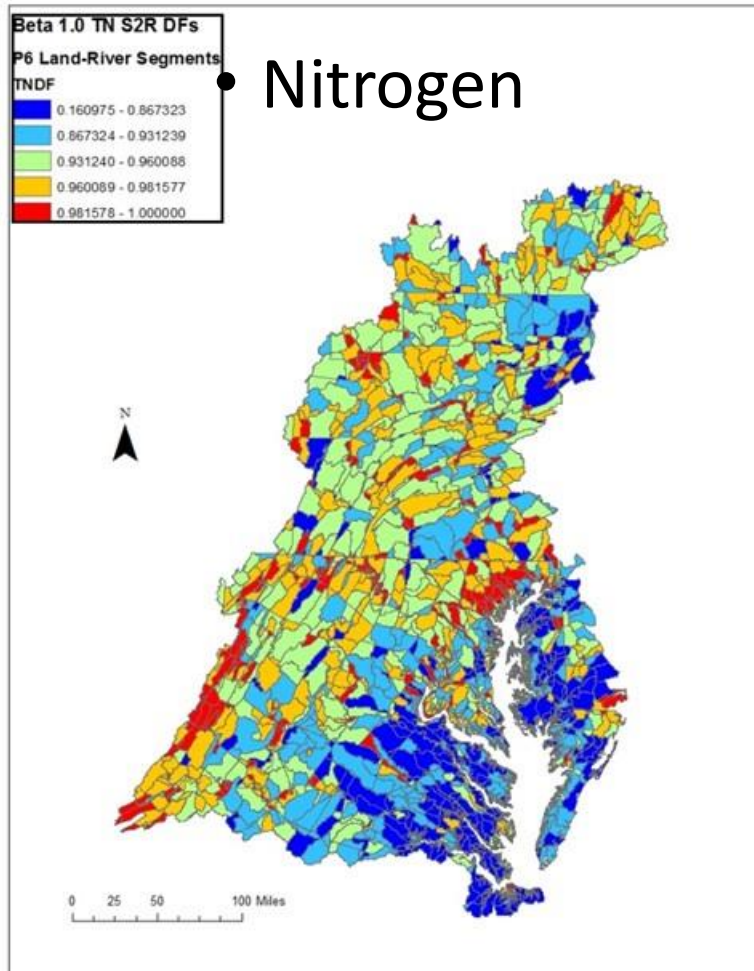 Beta 1.0 TN S2R DFs
P6 Land-River Segments
TNDF
0.160975 - 0.867323
0.867324 - 0.931239
0.931240 - 0.960088
0.960089 - 0.981577
0.981578 - 1.000000
• Nitrogen
N
0 25 50 100 Miles